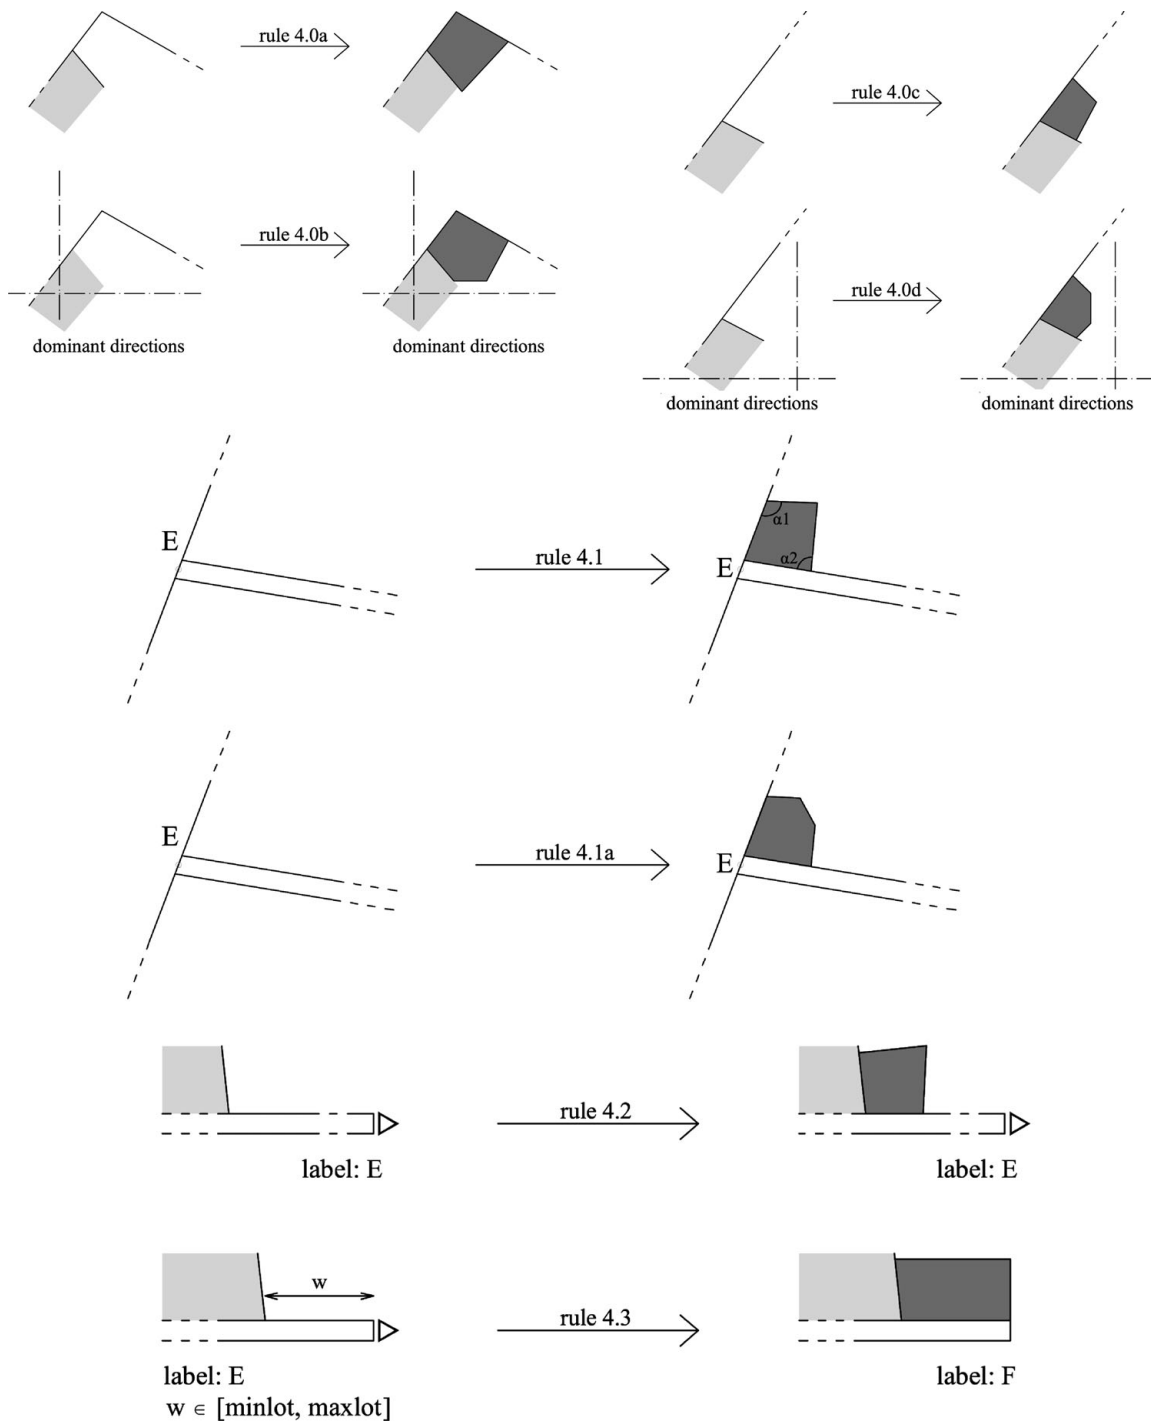 rule 4.0a
rule 4.0c
rule 4.0b
rule 4.0d
dominant directions
dominant directions
dominant directions
dominant directions
E
rule 4.1
α1
α2
E
E
rule 4.1a
E
rule 4.2
label: E
label: E
w
rule 4.3
label: E
label: F
w ∈ [minlot, maxlot]